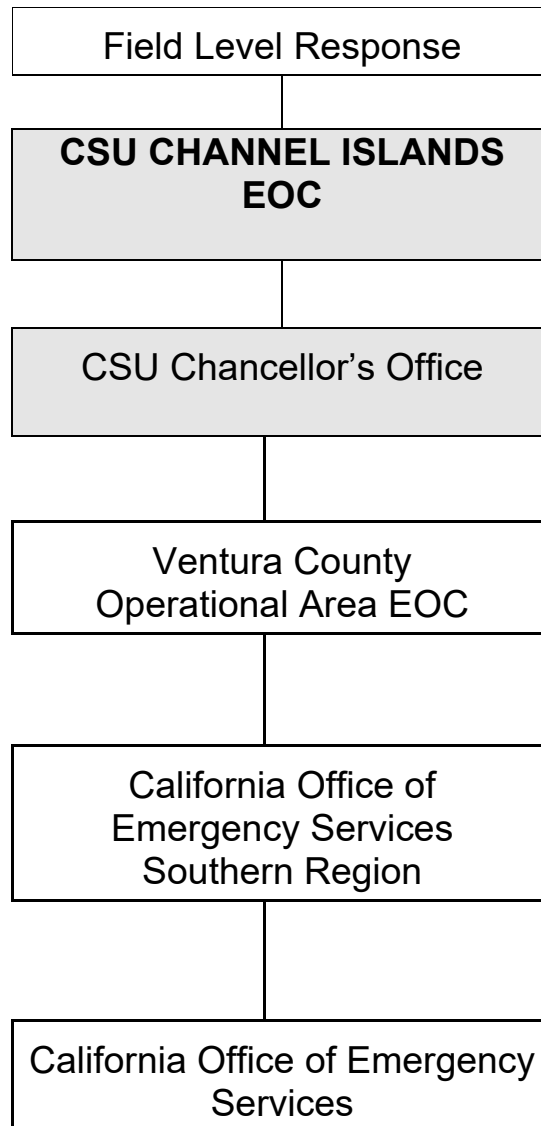 Field Level Response
CSU CHANNEL ISLANDS
EOC
CSU Chancellor’s Office
Ventura County
Operational Area EOC
California Office of
Emergency Services
Southern Region
California Office of Emergency
Services